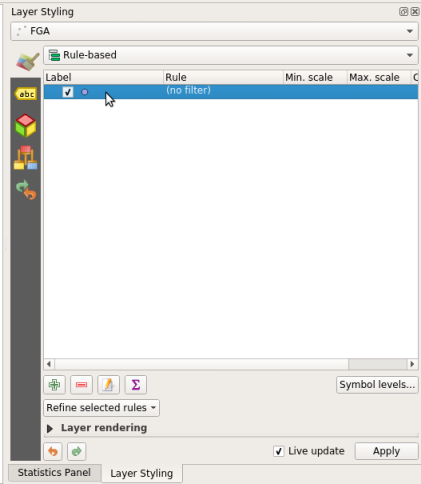 Layer Styling
FGA
Rule-based
Label Rule Min. scale Max. scale C
(no filter)
abc
Σ
Symbol levels...
Refine selected rules
Layer rendering
Live update Apply
Statistics Panel Layer Styling